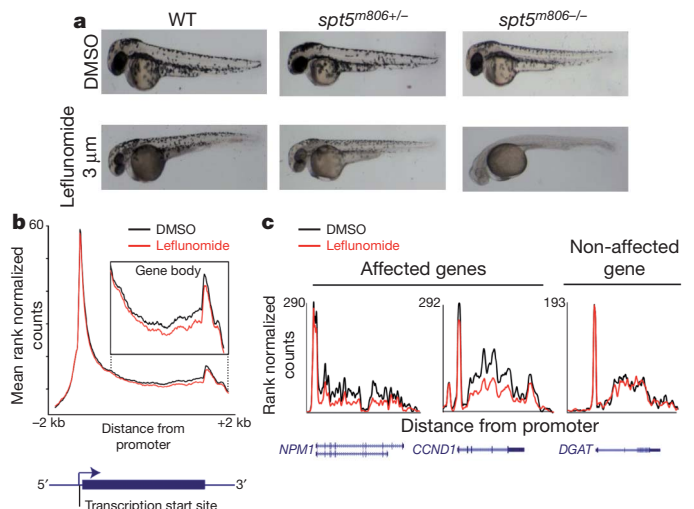 a
WT
spt5m806+/–
spt5m806–/–
DMSO
Leflunomide
3 μm
b
60
DMSO
Leflunomide
Gene body
Mean rank normalized
counts
–2 kb
Distance from
promoter
+2 kb
5′
3′
Transcription start site
c
DMSO
Leflunomide
Affected genes
Non-affected
gene
Rank normalized
counts
290
292
193
Distance from promoter
NPM1
CCND1
DGAT